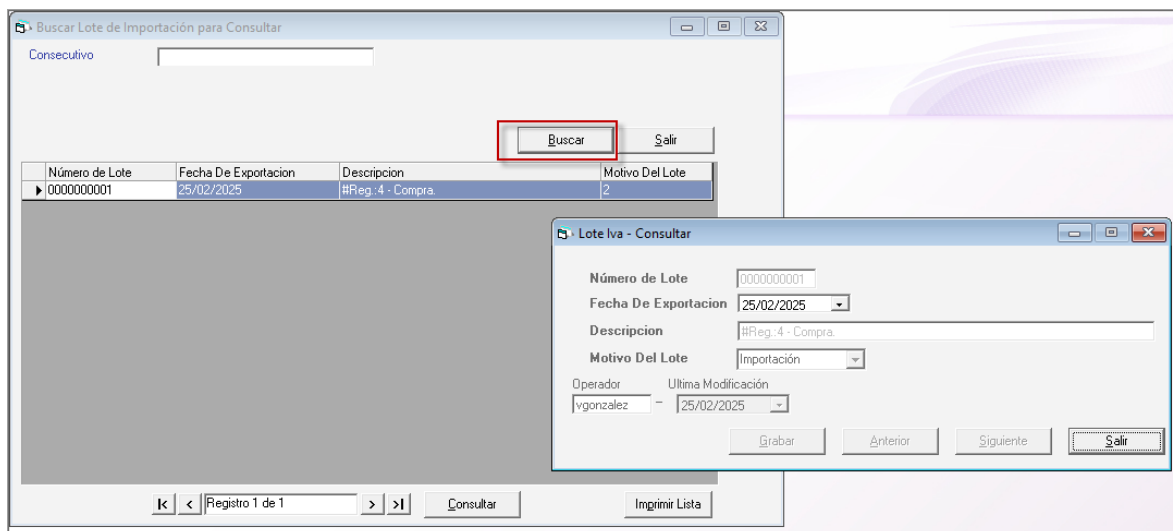 Buscar Lote de Importación para Consultar
Consecutivo
Buscar
Salir
Número de Lote Fecha De Exportacion Descripcion Motivo Del Lote
0000000001 25/02/2025 #Reg.:4 - Compra. 2
Registro 1 de 1
Consultar
Imprimir Lista
Lote Iva - Consultar
Número de Lote 0000000001
Fecha De Exportacion 25/02/2025
Descripcion #Reg.:4 - Compra.
Motivo Del Lote Importación
Operador Ultima Modificación
vgonzalez – 25/02/2025
Grabar Anterior Siguiente Salir